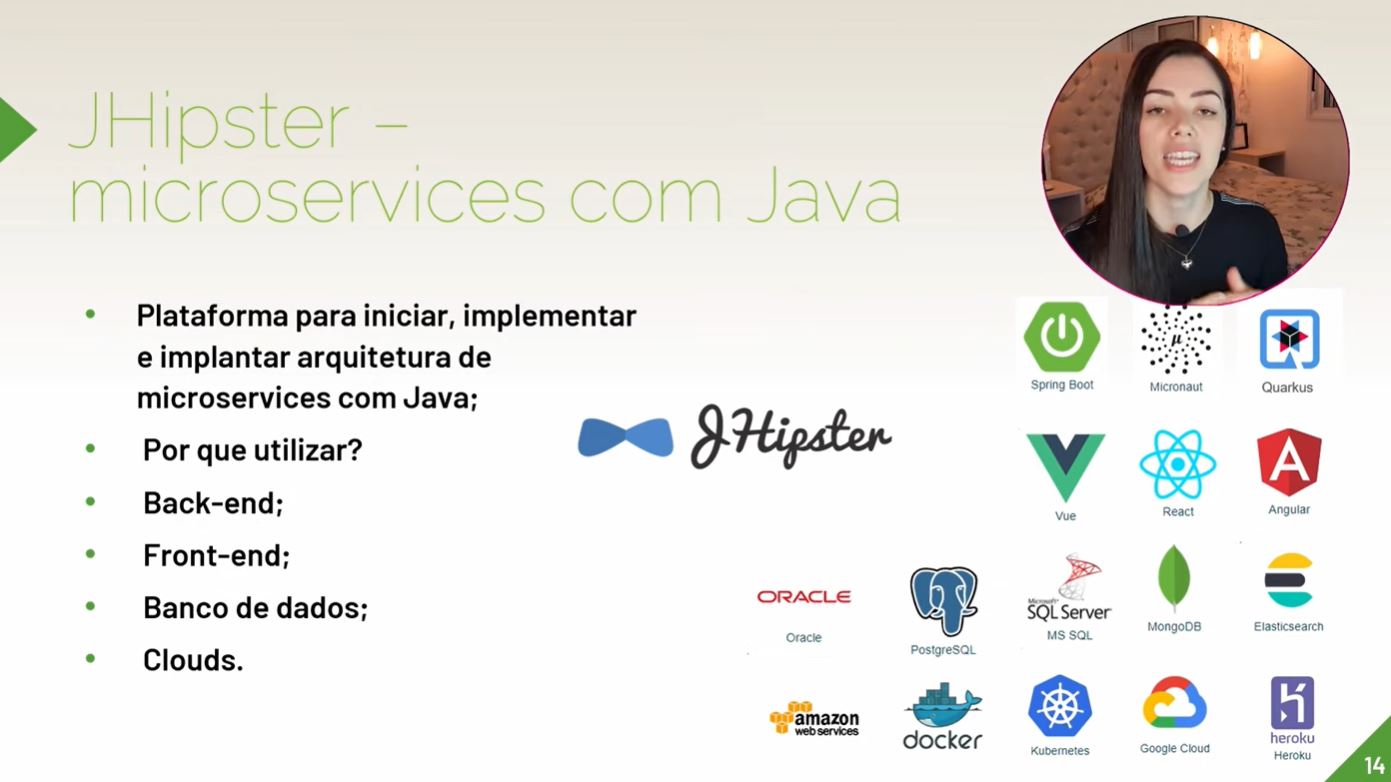 JHipster –
microservices com Java
• Plataforma para iniciar, implementar
e implantar arquitetura de
microservices com Java;
• Por que utilizar?
• Back-end;
• Front-end;
• Banco de dados;
• Clouds.
JHipster
Spring Boot
μ
Micronaut
Quarkus
Vue
React
A
Angular
ORACLE
Oracle
PostgreSQL
Microsoft®
SQL Server
MS SQL
MongoDB
Elasticsearch
amazon
web services
docker
Kubernetes
Google Cloud
heroku
Heroku
14